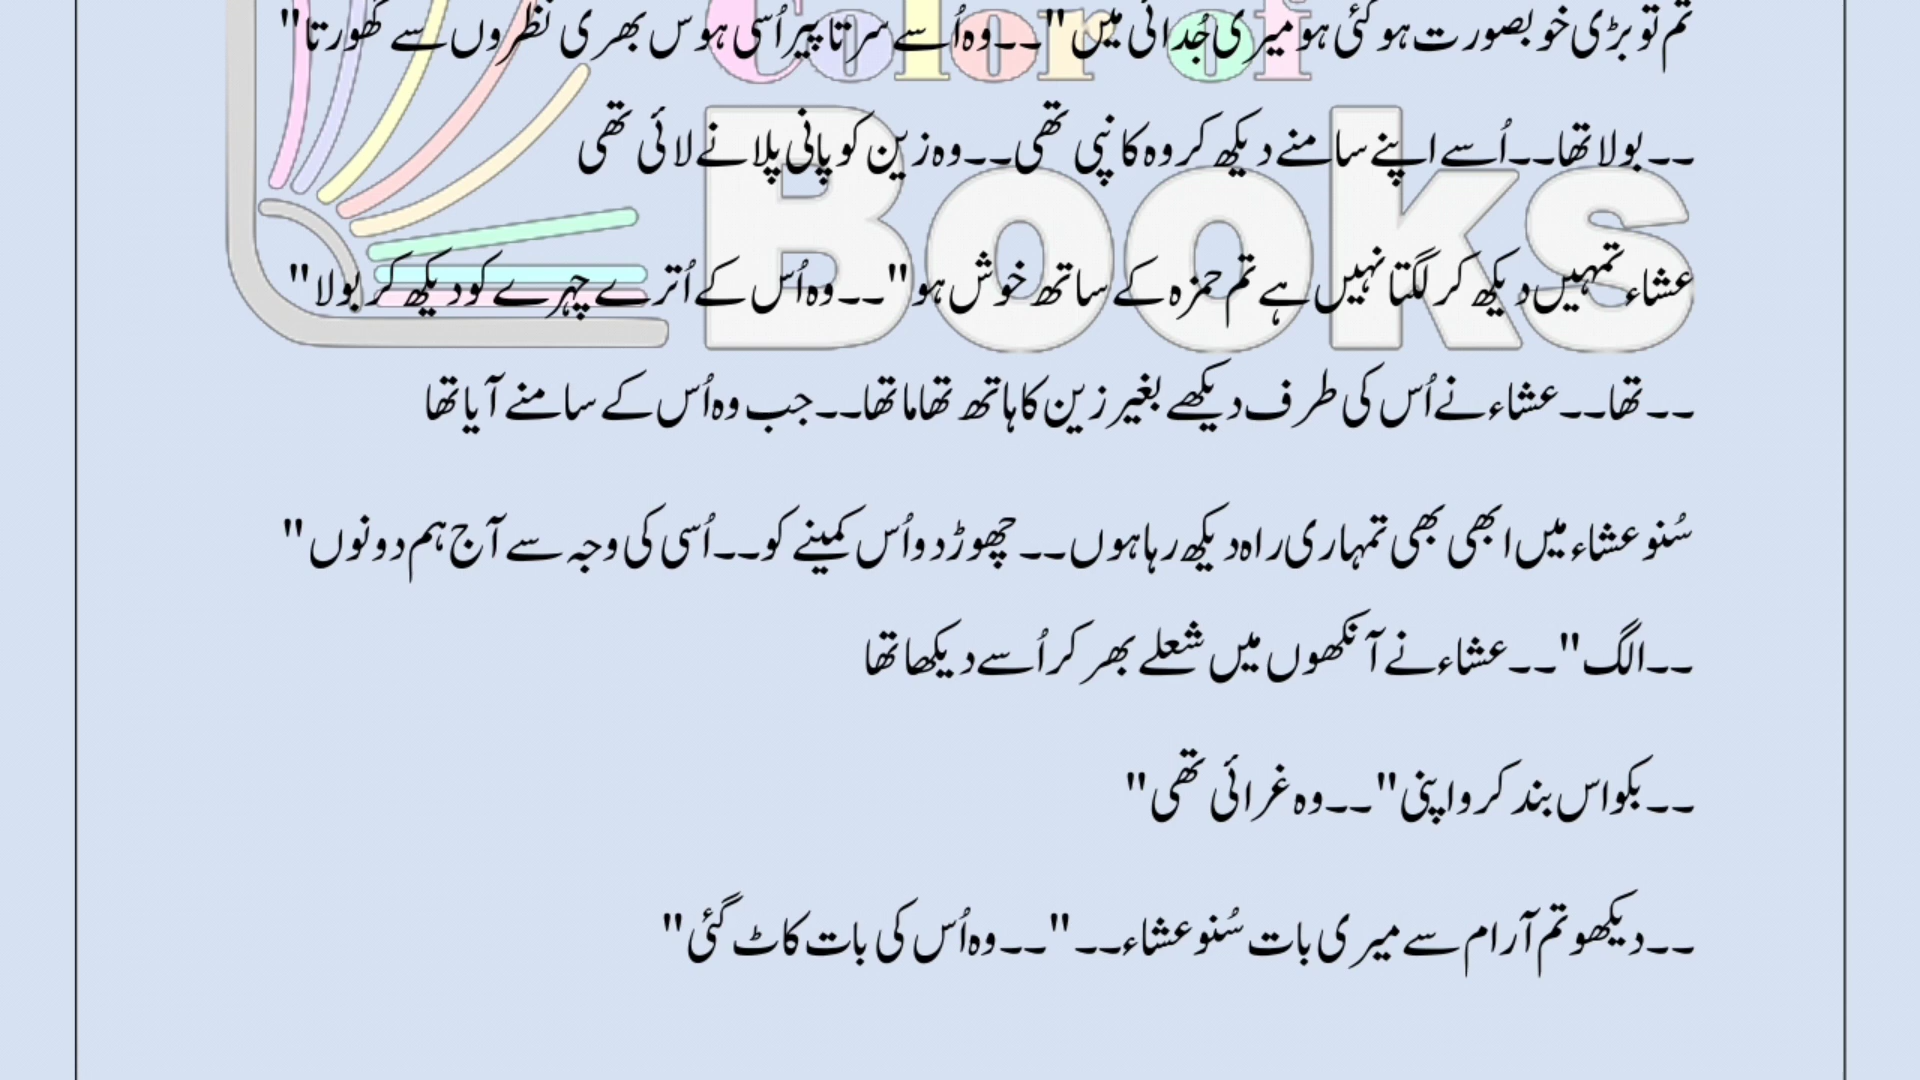 تم تو بڑی خوبصورت ہو گئی ہو میری جُدائی میں"۔۔وہ اُسے سر تا پیر اُسی ہوس بھری نظروں سے گھورتا"
۔۔بولا تھا۔۔اُسے اپنے سامنے دیکھ کر وہ کانپی تھی۔۔وہ زین کو پانی پلانے لائی تھی
عشاء تمہیں دیکھ کر لگتا نہیں ہے تم حمزہ کے ساتھ خوش ہو"۔۔وہ اُس کے اُترے چہرے کو دیکھ کر بولا"
۔۔تھا۔۔عشاء نے اُس کی طرف دیکھے بغیر زین کا ہاتھ تھاما تھا۔۔جب وہ اُس کے سامنے آیا تھا
سُنو عشاء میں ابھی بھی تمہاری راہ دیکھ رہا ہوں۔۔چھوڑ دو اُس کمینے کو۔۔اُسی کی وجہ سے آج ہم دونوں"
۔۔الگ"۔۔عشاء نے آنکھوں میں شعلے بھر کر اُسے دیکھا تھا
۔۔بکواس بند کرو اپنی"۔۔وہ غرائی تھی"
۔۔دیکھو تم آرام سے میری بات سُنو عشاء۔۔"۔۔وہ اُس کی بات کاٹ گئی"
Color of
Books